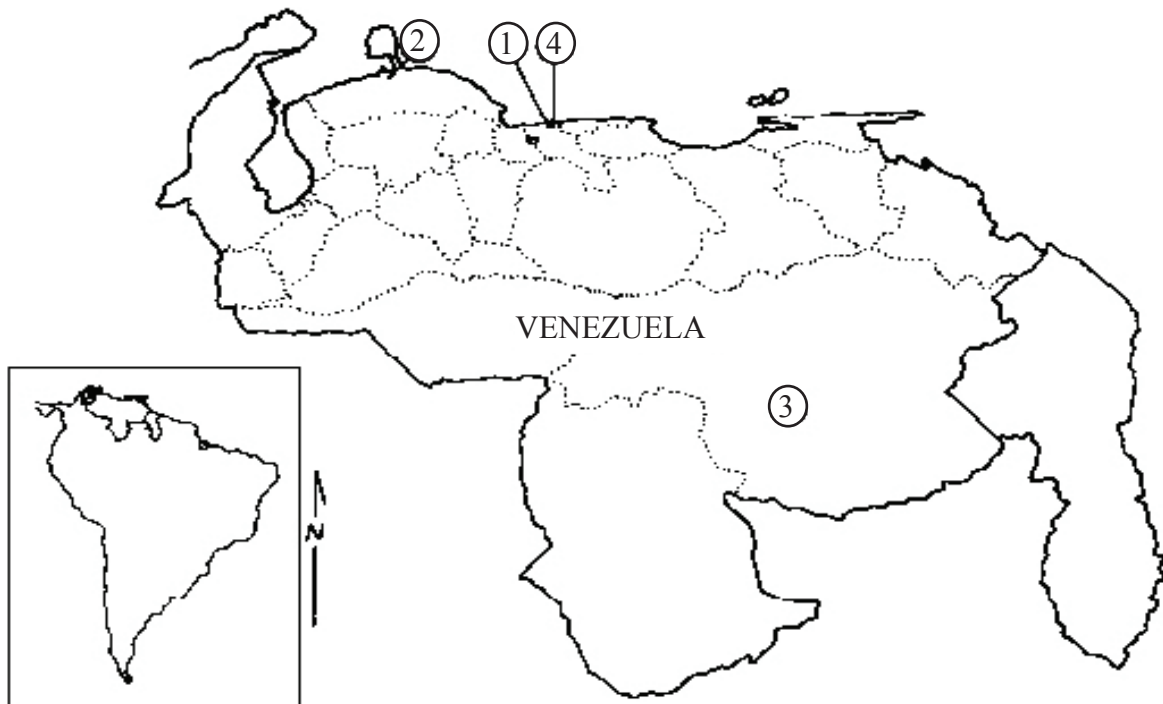 ② ① ④
VENEZUELA
③
N